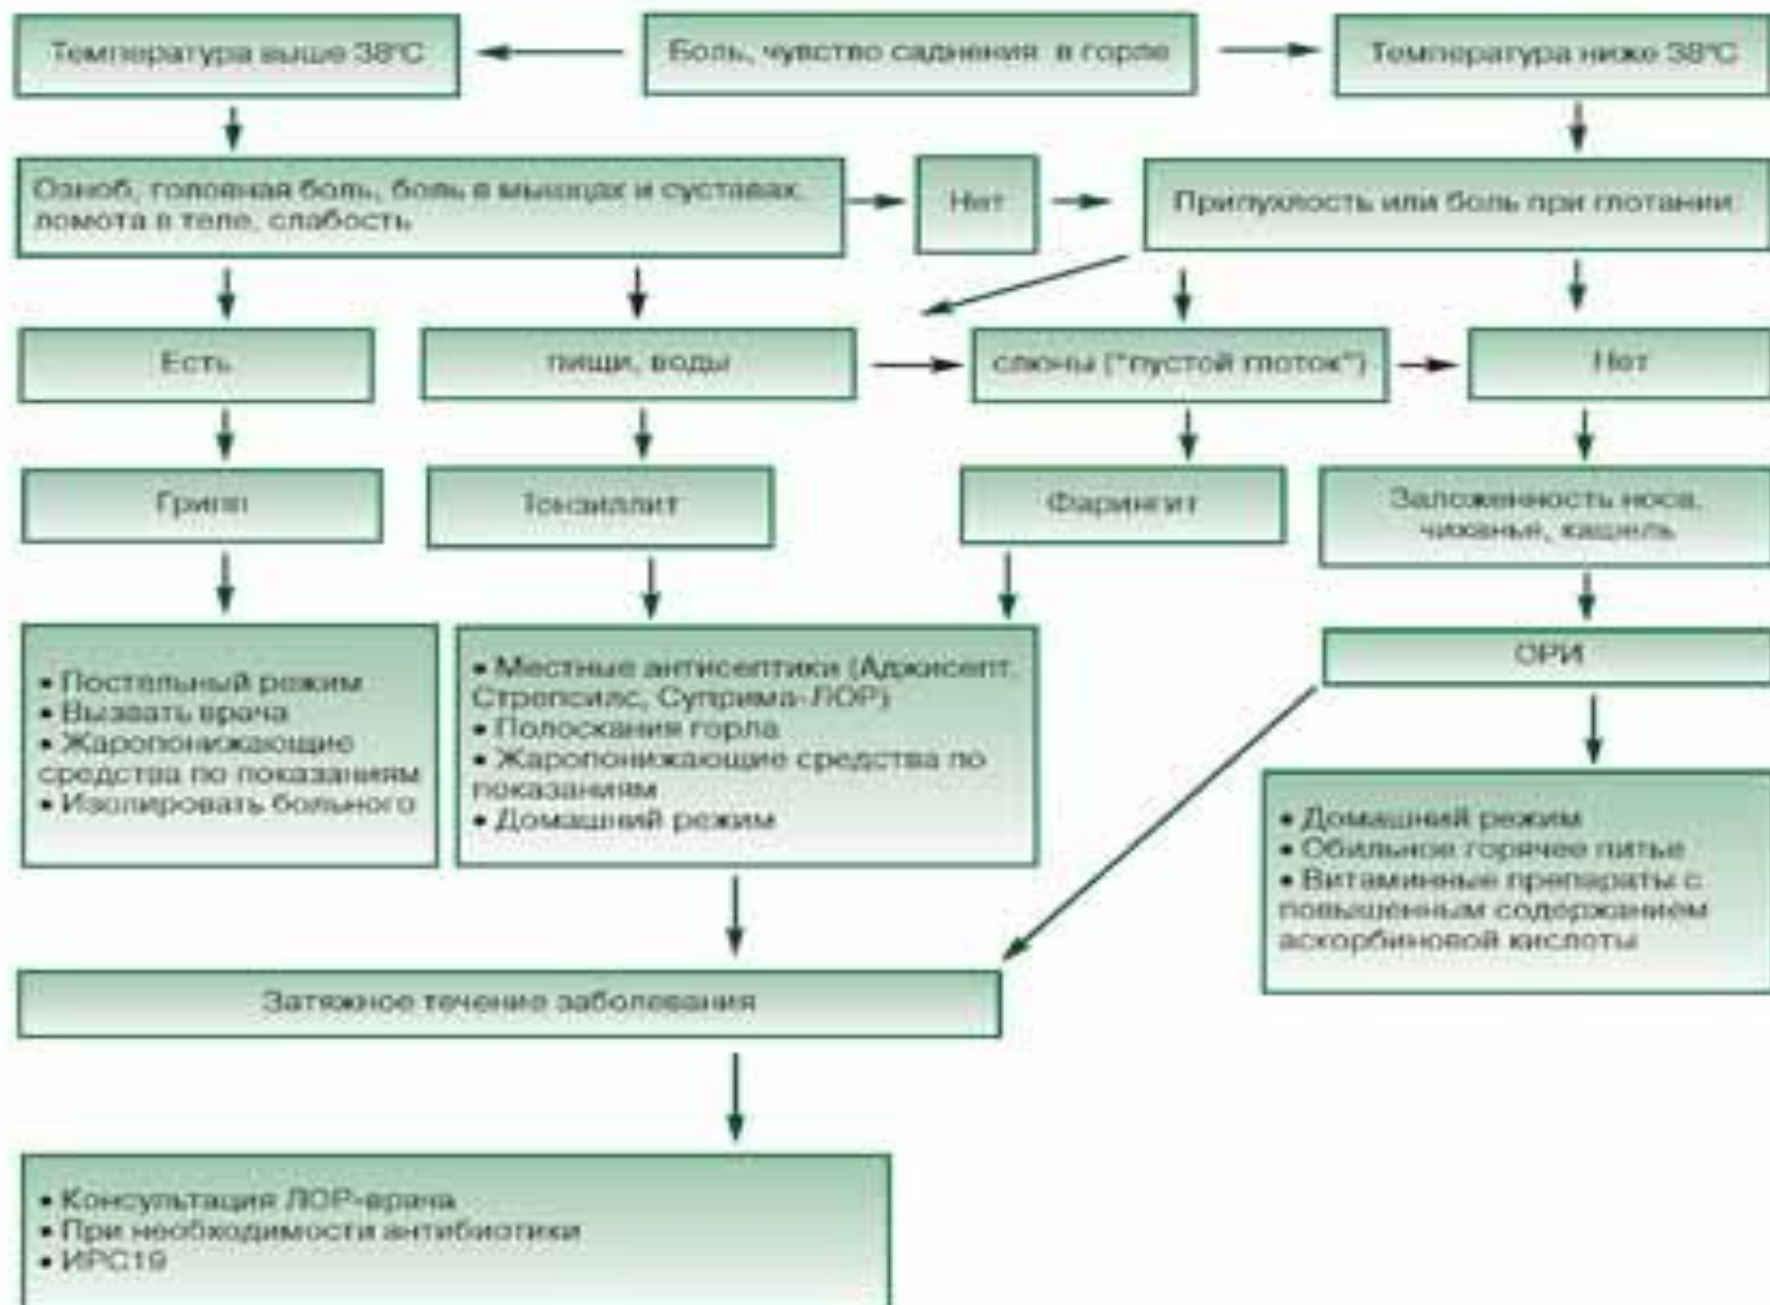 Температура выше 38°С
Боль, чувство саднения в горле
Температура ниже 38°С
Озноб, головная боль, боль в мышцах и суставах,
ломота в теле, слабость
Нет
Припухлость или боль при глотании:
Есть
пищи, воды
слюны ("пустой глоток")
Нет
Грипп
Тонзиллит
Фарингит
Заложенность носа,
чиханье, кашель
• Постельный режим
• Вызвать врача
• Жаропонижающие
средства по показаниям
• Изолировать больного
• Местные антисептики (Аджисепт,
Стрепсилс, Суприма-ЛОР)
• Полоскания горла
• Жаропонижающие средства по
показаниям
• Домашний режим
ОРИ
• Домашний режим
• Обильное горячее питье
• Витаминные препараты с
повышенным содержанием
аскорбиновой кислоты
Затяжное течение заболевания
• Консультация ЛОР-врача
• При необходимости антибиотики
• ИРС19